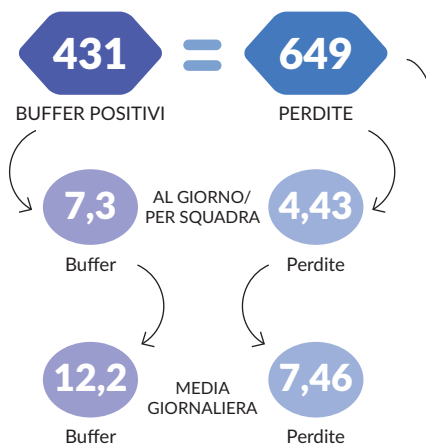 431 = 649
BUFFER POSITIVI PERDITE
7,3 AL GIORNO/ 4,43
PER SQUADRA
Buffer Perdite
12,2 MEDIA 7,46
GIORNALIERA
Buffer Perdite